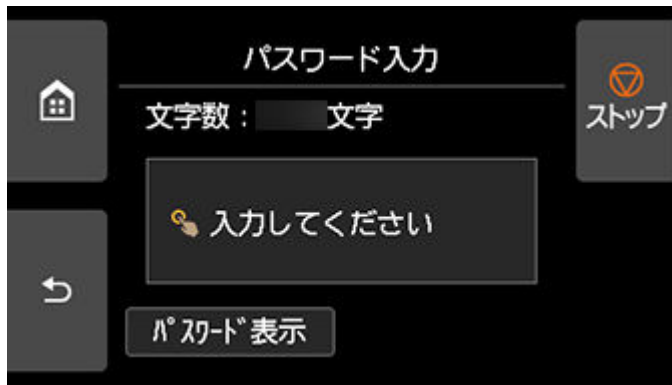 パスワード入力
文字数： 文字
ストップ
入力してください
ﾊﾟｽﾜｰﾄﾞ表示